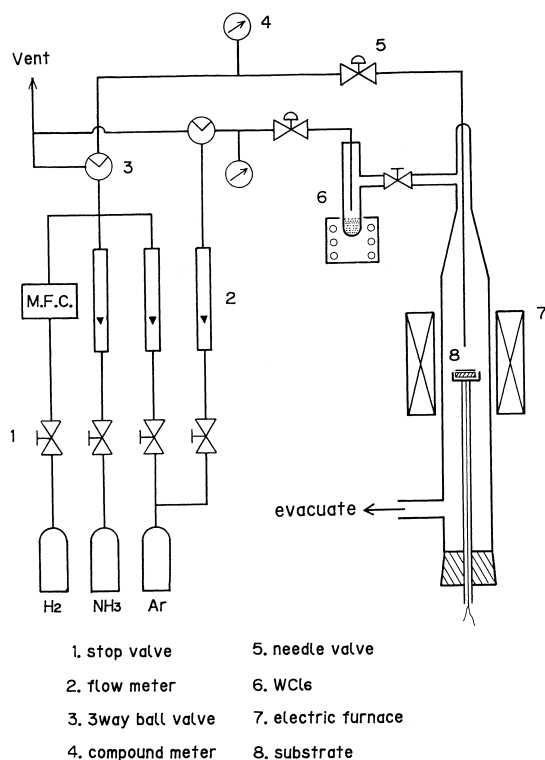 4
5
Vent
3
6
M.F.C.
2
7
8
1
evacuate
H2
NH3
Ar
1. stop valve
2. flow meter
3. 3way ball valve
4. compound meter
5. needle valve
6. WCl6
7. electric furnace
8. substrate